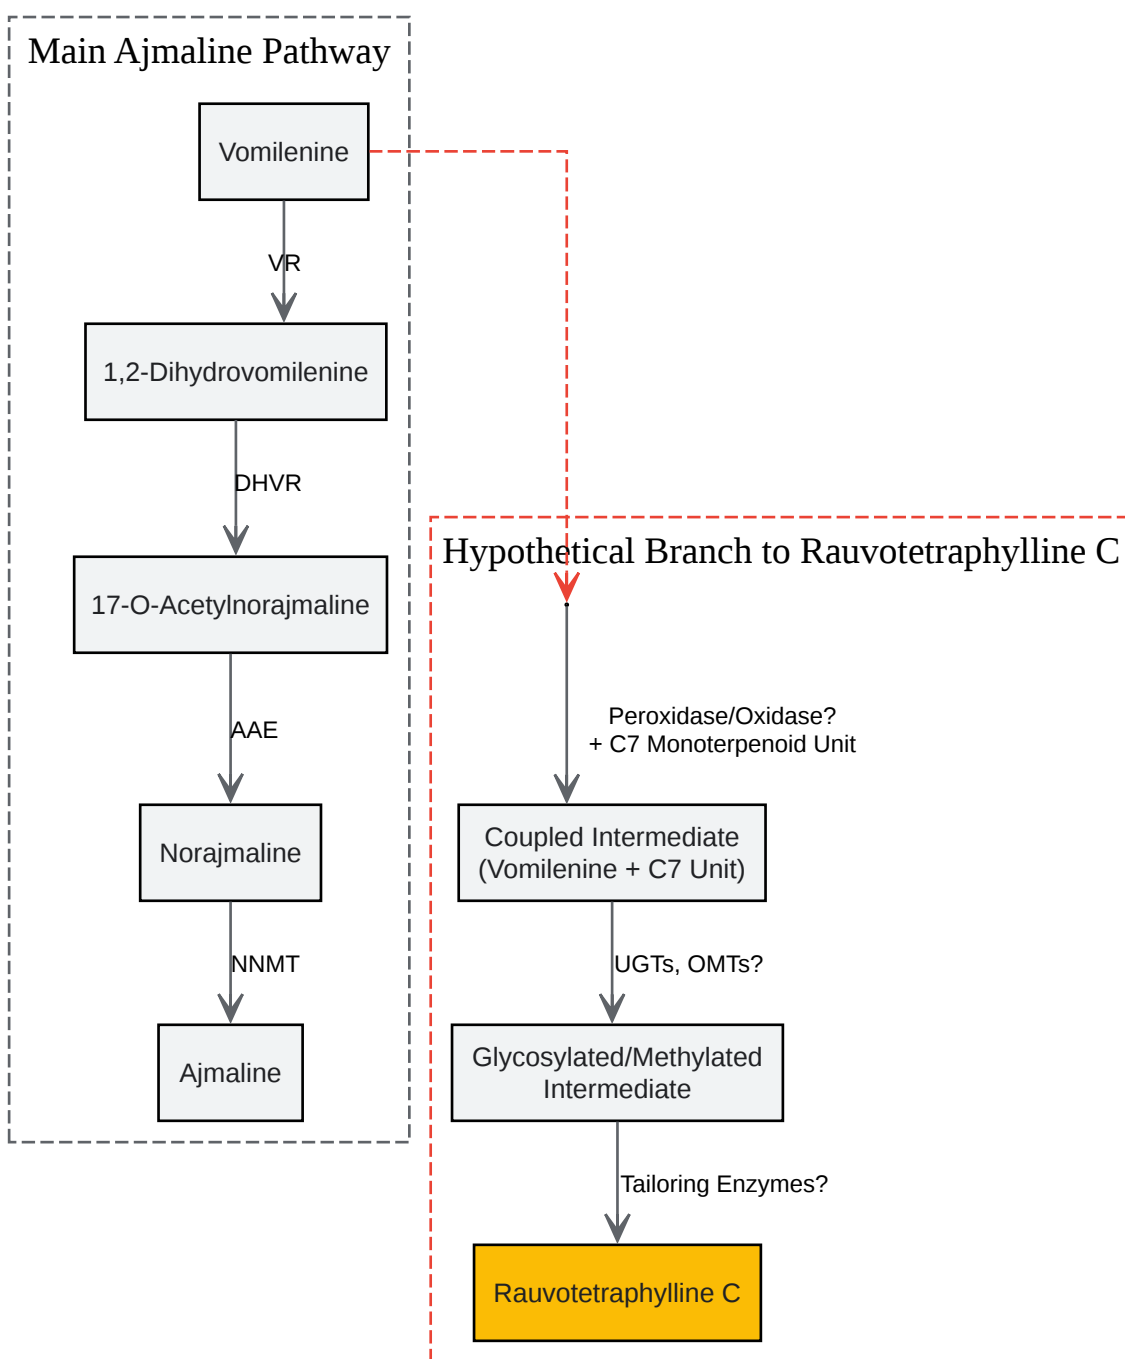 Main Ajmaline Pathway
Vomilenine
VR
1,2-Dihydrovomilenine
DHVR
17-O-Acetylnorajmaline
AAE
Norajmaline
NNMT
Ajmaline
Hypothetical Branch to Rauvotetraphylline C
Peroxidase/Oxidase?
+ C7 Monoterpenoid Unit
Coupled Intermediate
(Vomilenine + C7 Unit)
UGTs, OMTs?
Glycosylated/Methylated
Intermediate
Tailoring Enzymes?
Rauvotetraphylline C